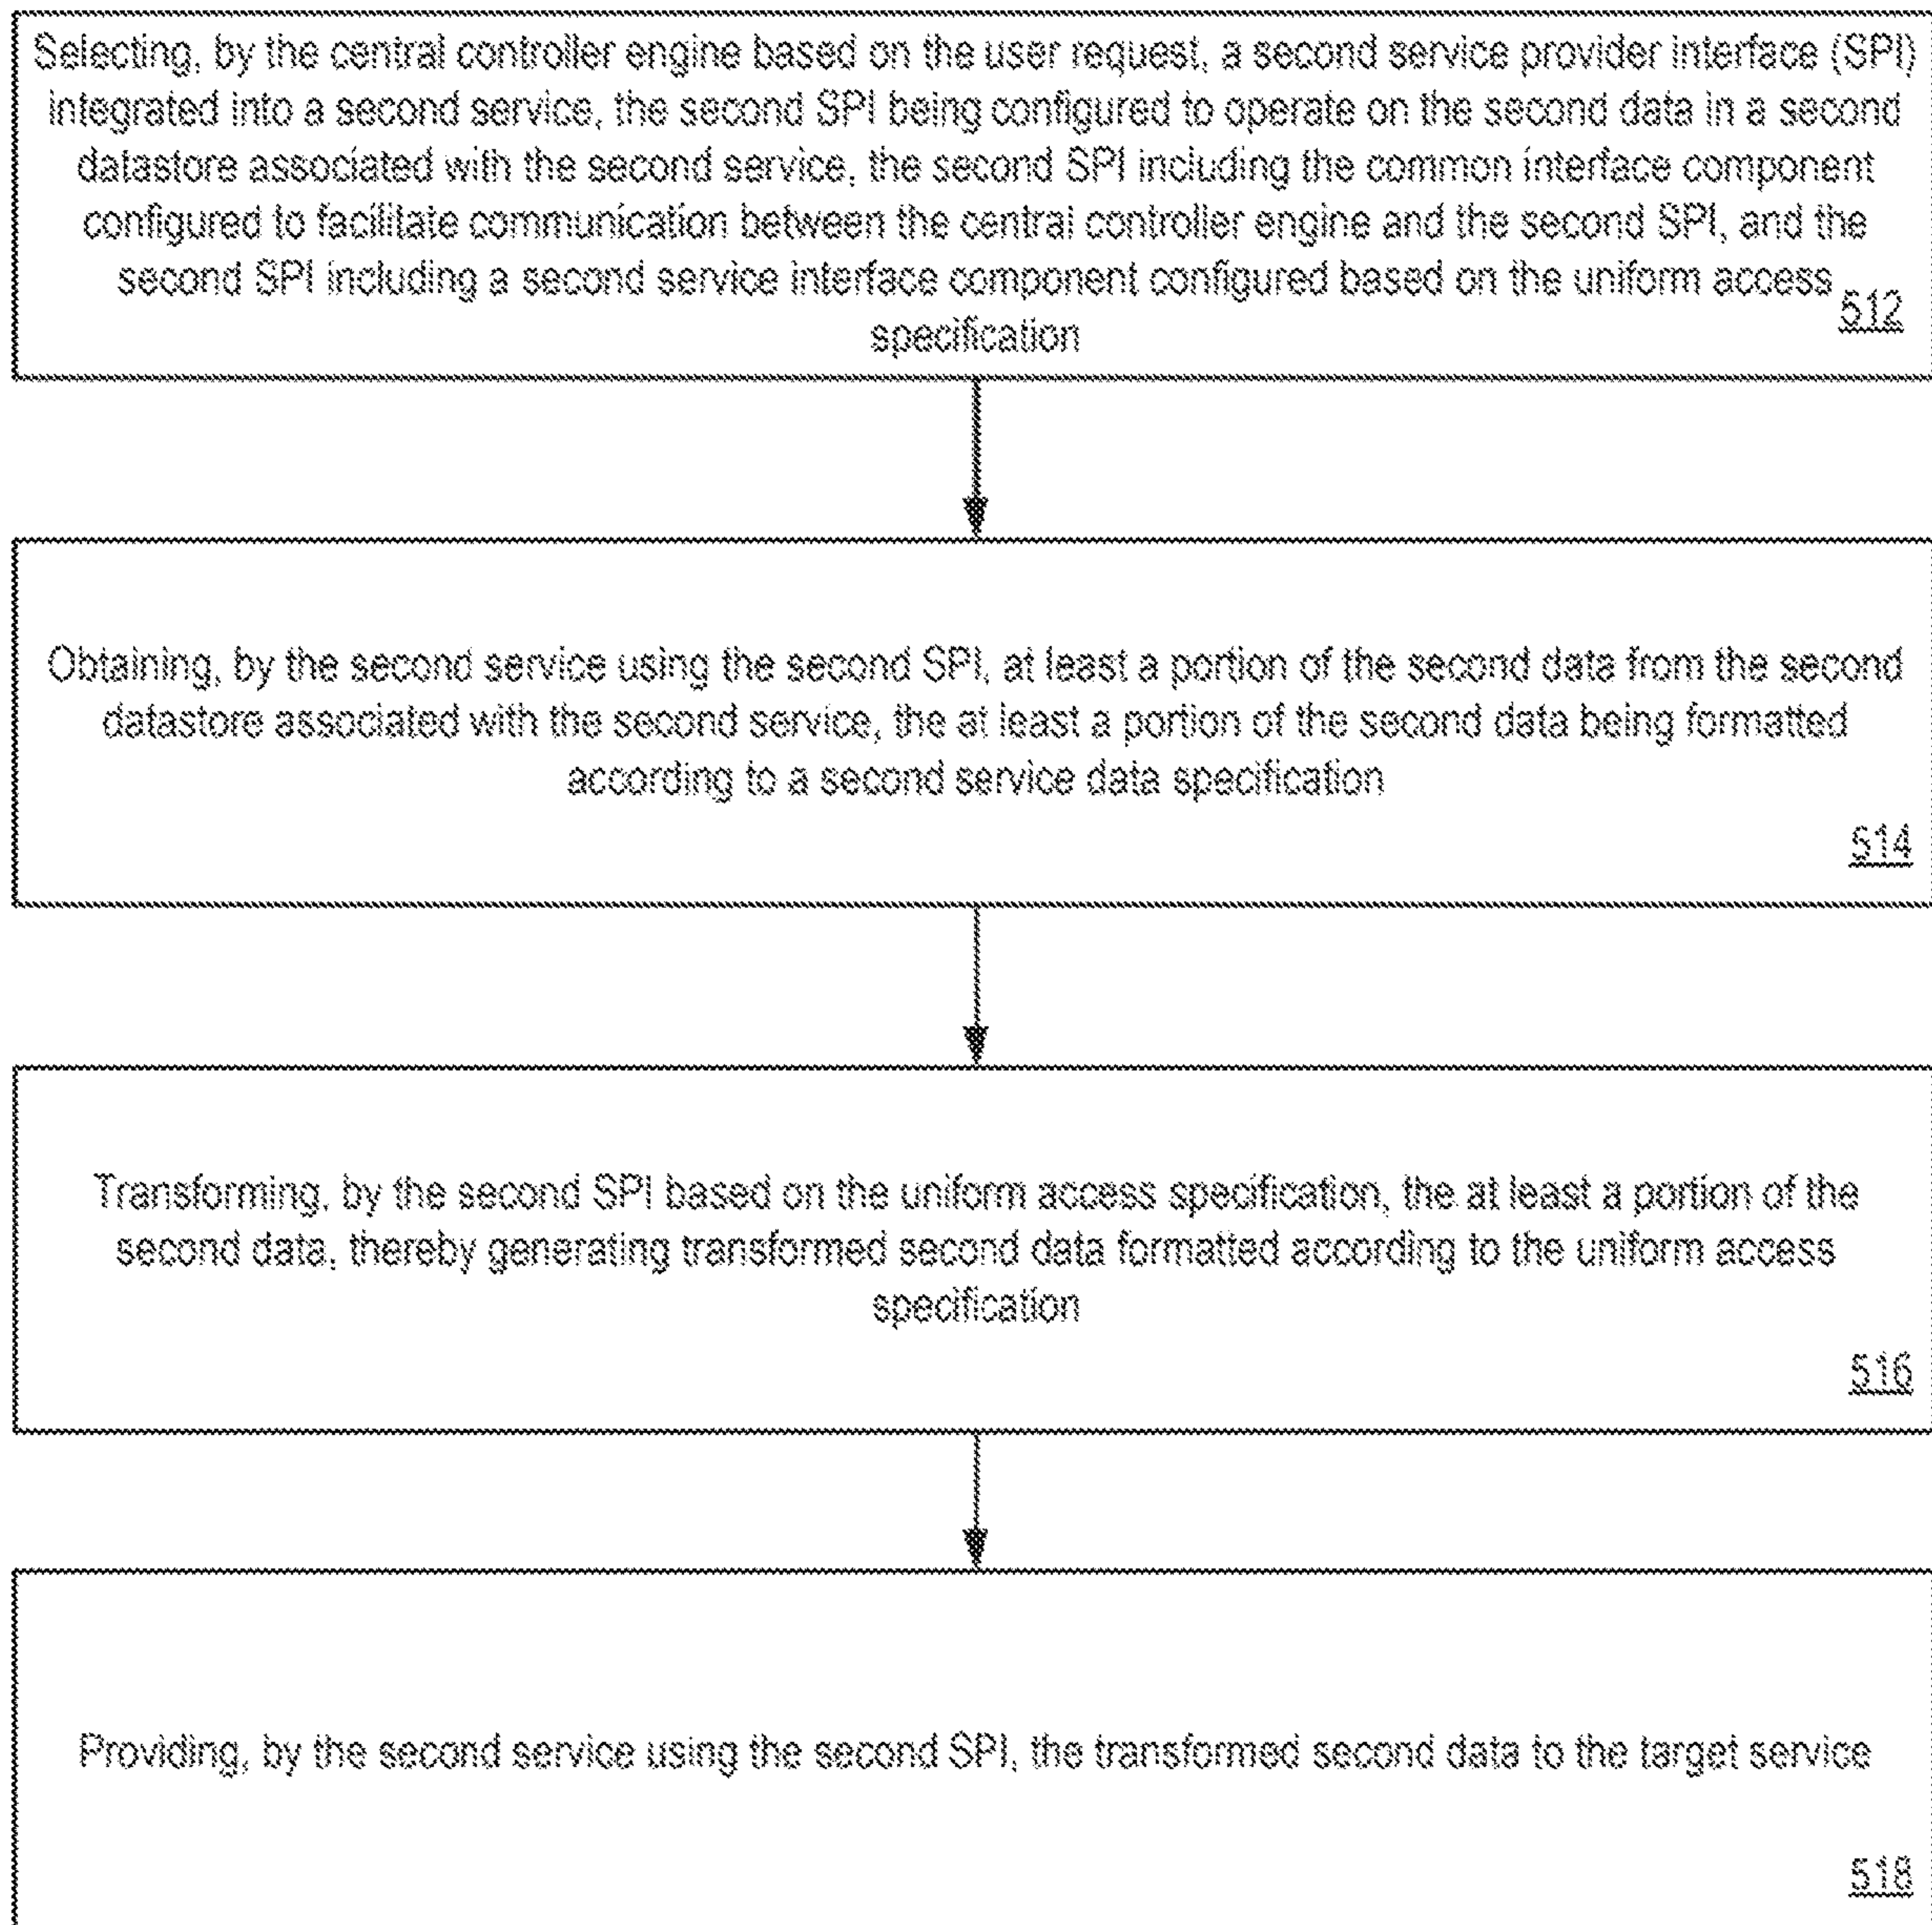 Selecting, by the central controller engine based on the user request, a second service provider interface (SPI)
integrated into a second service, the second SPI being configured to operate on the second data in a second
datastore associated with the second service, the second SPI including the common interface component
configured to facilitate communication between the central controller engine and the second SPI, and the
second SPI including a second service interface component configured based on the uniform access
specification
512
Obtaining, by the second service using the second SPI, at least a portion of the second data from the second
datastore associated with the second service, the at least a portion of the second data being formatted
according to a second service data specification
514
Transforming, by the second SPI based on the uniform access specification, the at least a portion of the
second data, thereby generating transformed second data formatted according to the uniform access
specification
516
Providing, by the second service using the second SPI, the transformed second data to the target service
518